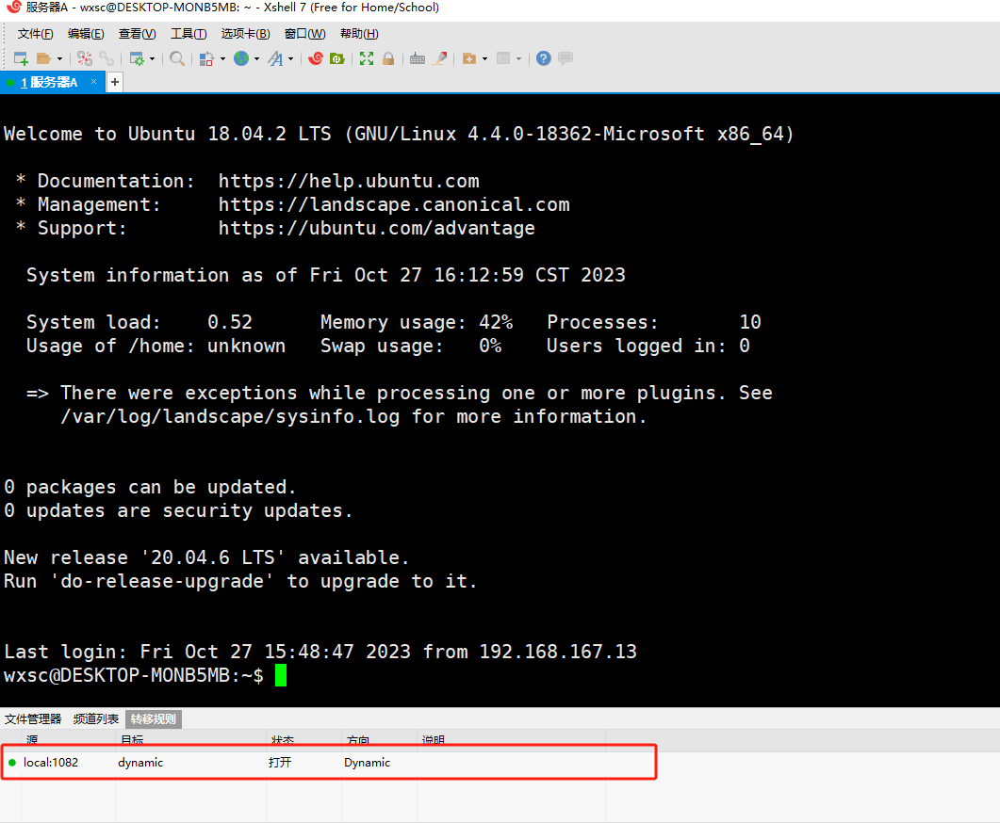 服务器A - wxsc@DESKTOP-MONB5MB: ~ - Xshell 7 (Free for Home/School)
文件(F) 编辑(E) 查看(V) 工具(T) 选项卡(B) 窗口(W) 帮助(H)
1 服务器A × +
Welcome to Ubuntu 18.04.2 LTS (GNU/Linux 4.4.0-18362-Microsoft x86_64)
* Documentation: https://help.ubuntu.com
* Management: https://landscape.canonical.com
* Support: https://ubuntu.com/advantage
System information as of Fri Oct 27 16:12:59 CST 2023
System load: 0.52 Memory usage: 42% Processes: 10
Usage of /home: unknown Swap usage: 0% Users logged in: 0
=> There were exceptions while processing one or more plugins. See
/var/log/landscape/sysinfo.log for more information.
0 packages can be updated.
0 updates are security updates.
New release '20.04.6 LTS' available.
Run 'do-release-upgrade' to upgrade to it.
Last login: Fri Oct 27 15:48:47 2023 from 192.168.167.13
wxsc@DESKTOP-MONB5MB:~$
文件管理器 频道列表 转移规则
源 目标 状态 方向 说明
local:1082 dynamic 打开 Dynamic